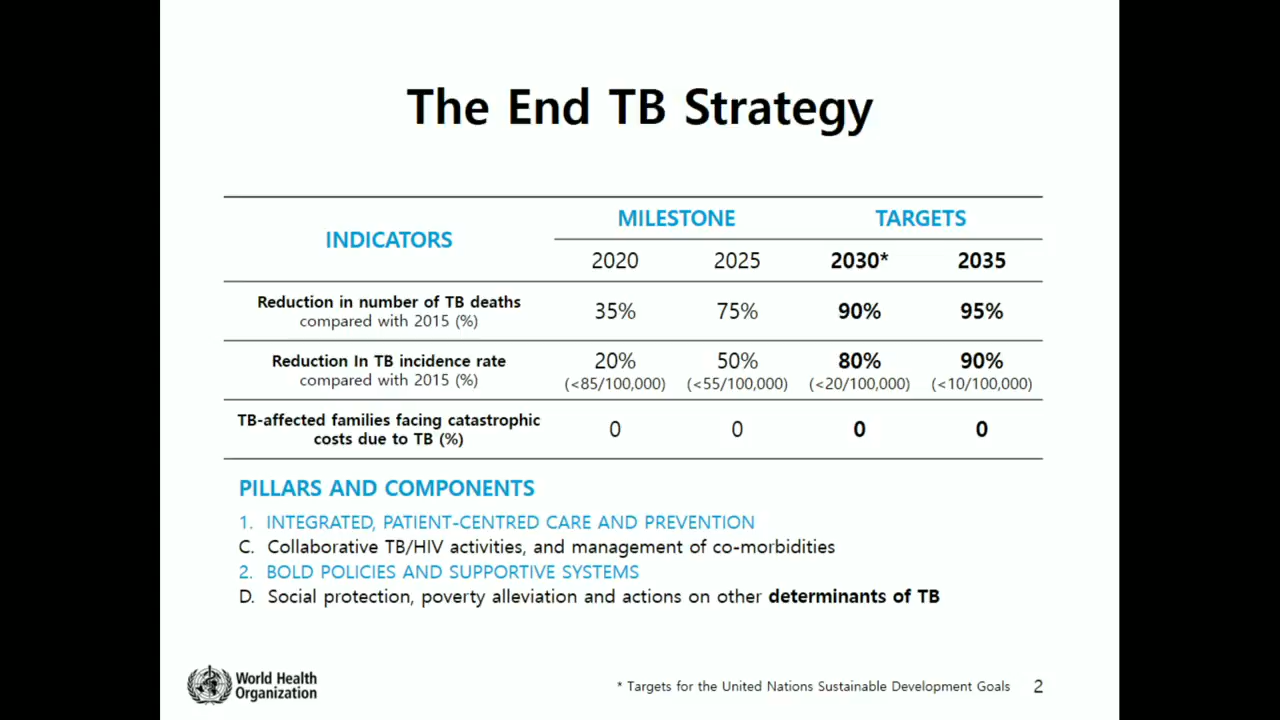 The End TB Strategy
INDICATORS
MILESTONE
TARGETS
2020
2025
2030*
2035
Reduction in number of TB deaths
compared with 2015 (%)
35%
75%
90%
95%
Reduction In TB incidence rate
compared with 2015 (%)
20%
(<85/100,000)
50%
(<55/100,000)
80%
(<20/100,000)
90%
(<10/100,000)
TB-affected families facing catastrophic
costs due to TB (%)
0
0
0
0
PILLARS AND COMPONENTS
1. INTEGRATED, PATIENT-CENTRED CARE AND PREVENTION
C. Collaborative TB/HIV activities, and management of co-morbidities
2. BOLD POLICIES AND SUPPORTIVE SYSTEMS
D. Social protection, poverty alleviation and actions on other determinants of TB
World Health
Organization
* Targets for the United Nations Sustainable Development Goals
2